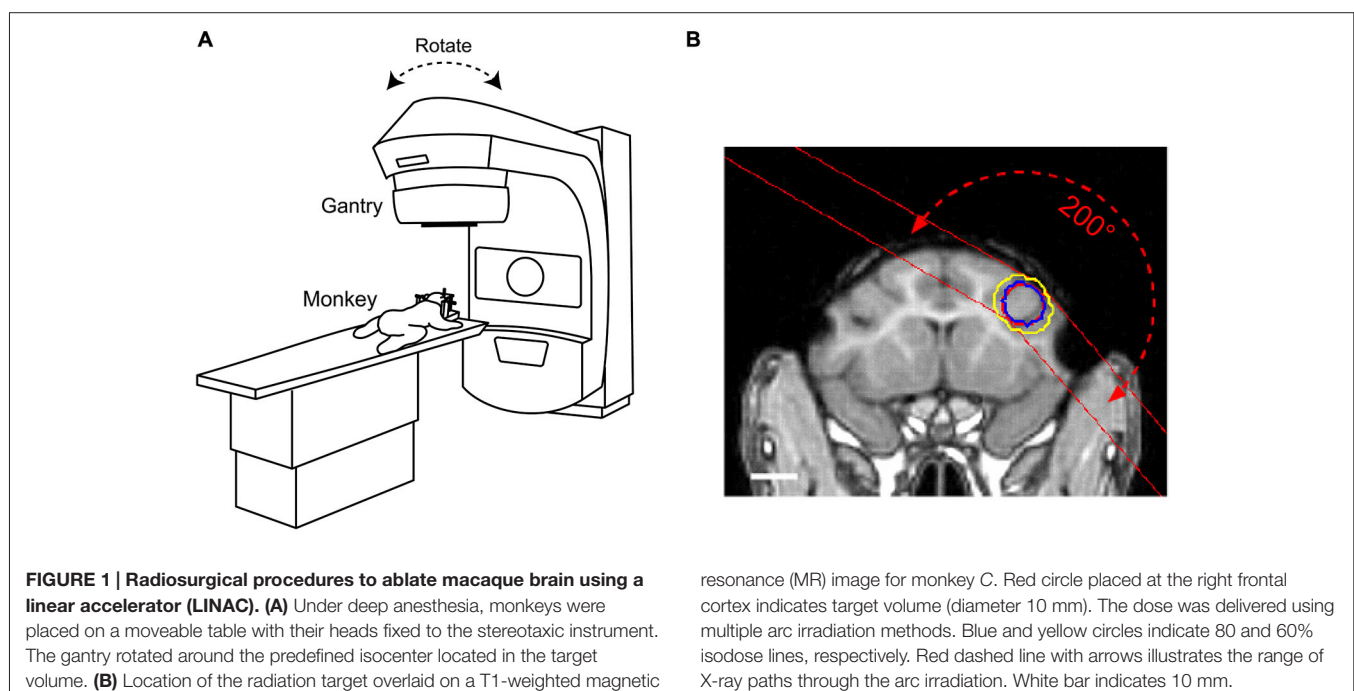 A
Rotate
Gantry
Monkey
B
200°
FIGURE 1 | Radiosurgical procedures to ablate macaque brain using a
linear accelerator (LINAC). (A) Under deep anesthesia, monkeys were
placed on a moveable table with their heads fixed to the stereotaxic instrument.
The gantry rotated around the predefined isocenter located in the target
volume. (B) Location of the radiation target overlaid on a T1-weighted magnetic
resonance (MR) image for monkey C. Red circle placed at the right frontal
cortex indicates target volume (diameter 10 mm). The dose was delivered using
multiple arc irradiation methods. Blue and yellow circles indicate 80 and 60%
isodose lines, respectively. Red dashed line with arrows illustrates the range of
X-ray paths through the arc irradiation. White bar indicates 10 mm.